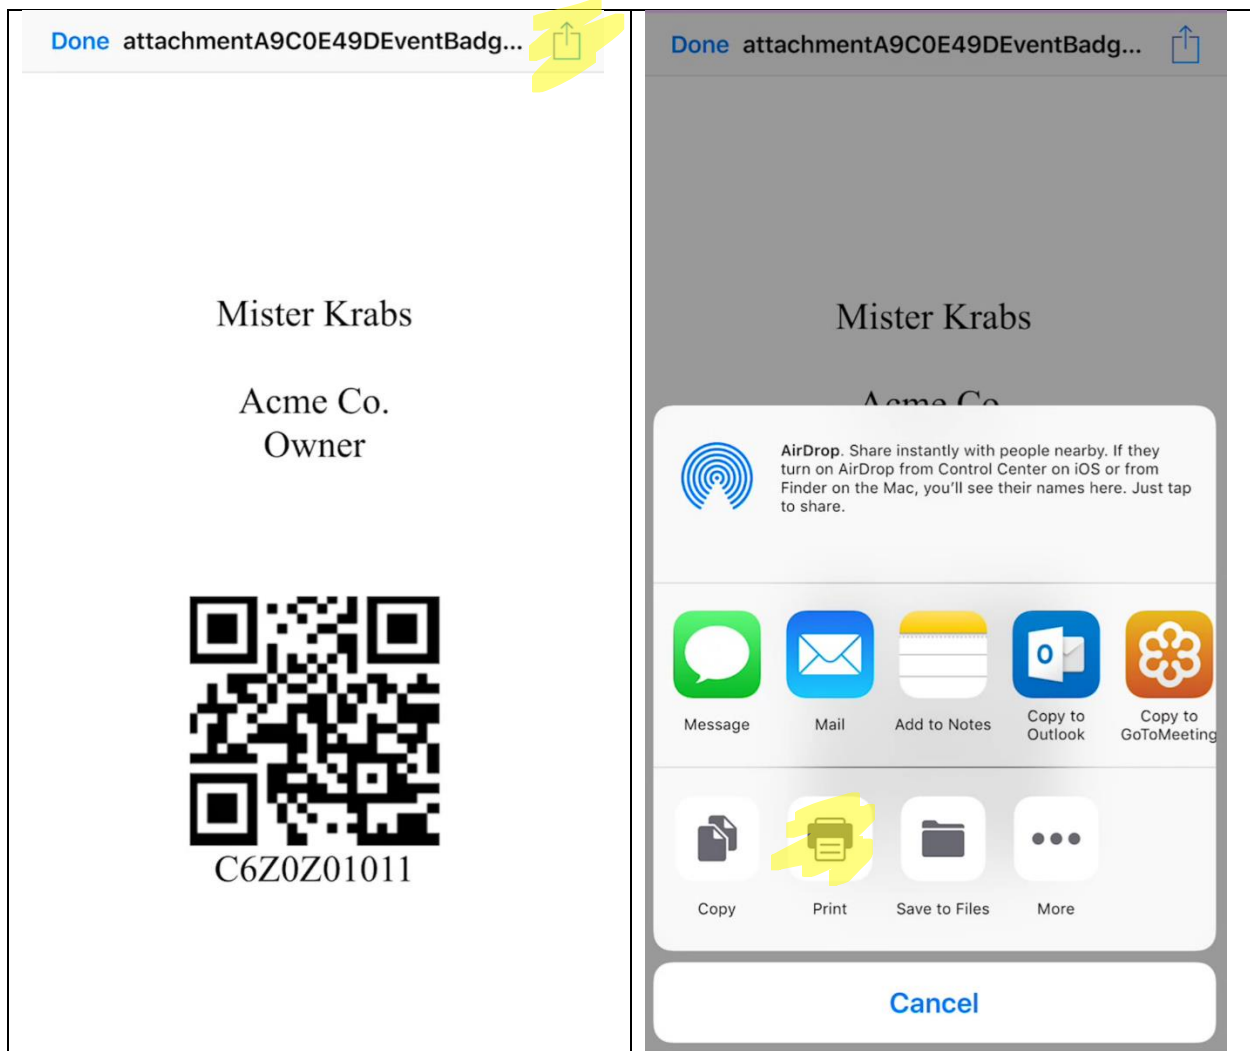 Done attachmentA9C0E49DEventBadg...
Mister Krabs
Acme Co.
Owner
C6Z0Z01011
Done attachmentA9C0E49DEventBadg...
Mister Krabs
Acme Co.
AirDrop. Share instantly with people nearby. If they
turn on AirDrop from Control Center on iOS or from
Finder on the Mac, you'll see their names here. Just tap
to share.
Message
Mail
Add to Notes
Copy to
Outlook
Copy to
GoToMeeting
Copy
Print
Save to Files
More
Cancel